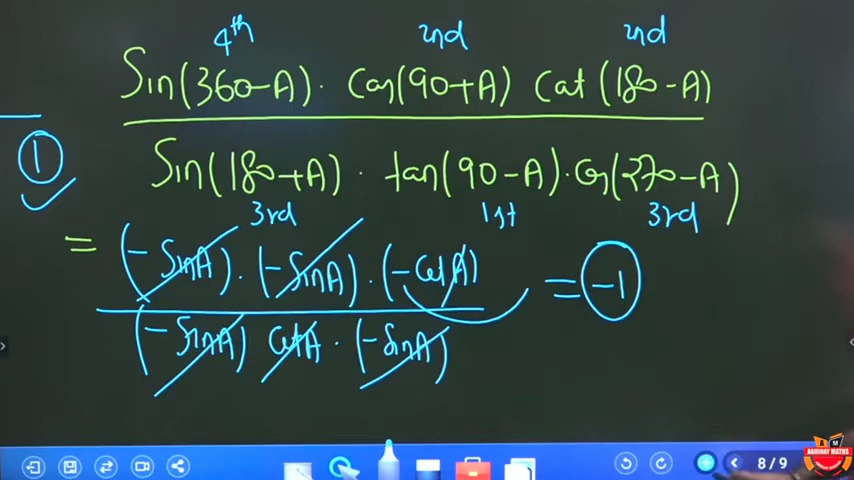 4th 2nd 2nd
Sin(360-A). Cos(90+A) Cot (180-A)
Sin(180+A). tan(90-A). Cos(270-A)
1
3rd 1st 3rd
= (-SinA). (-SinA). (-CotA) = -1
(-SinA) CotA. (-SinA)
8/9
A M
ABHINAY MATHS